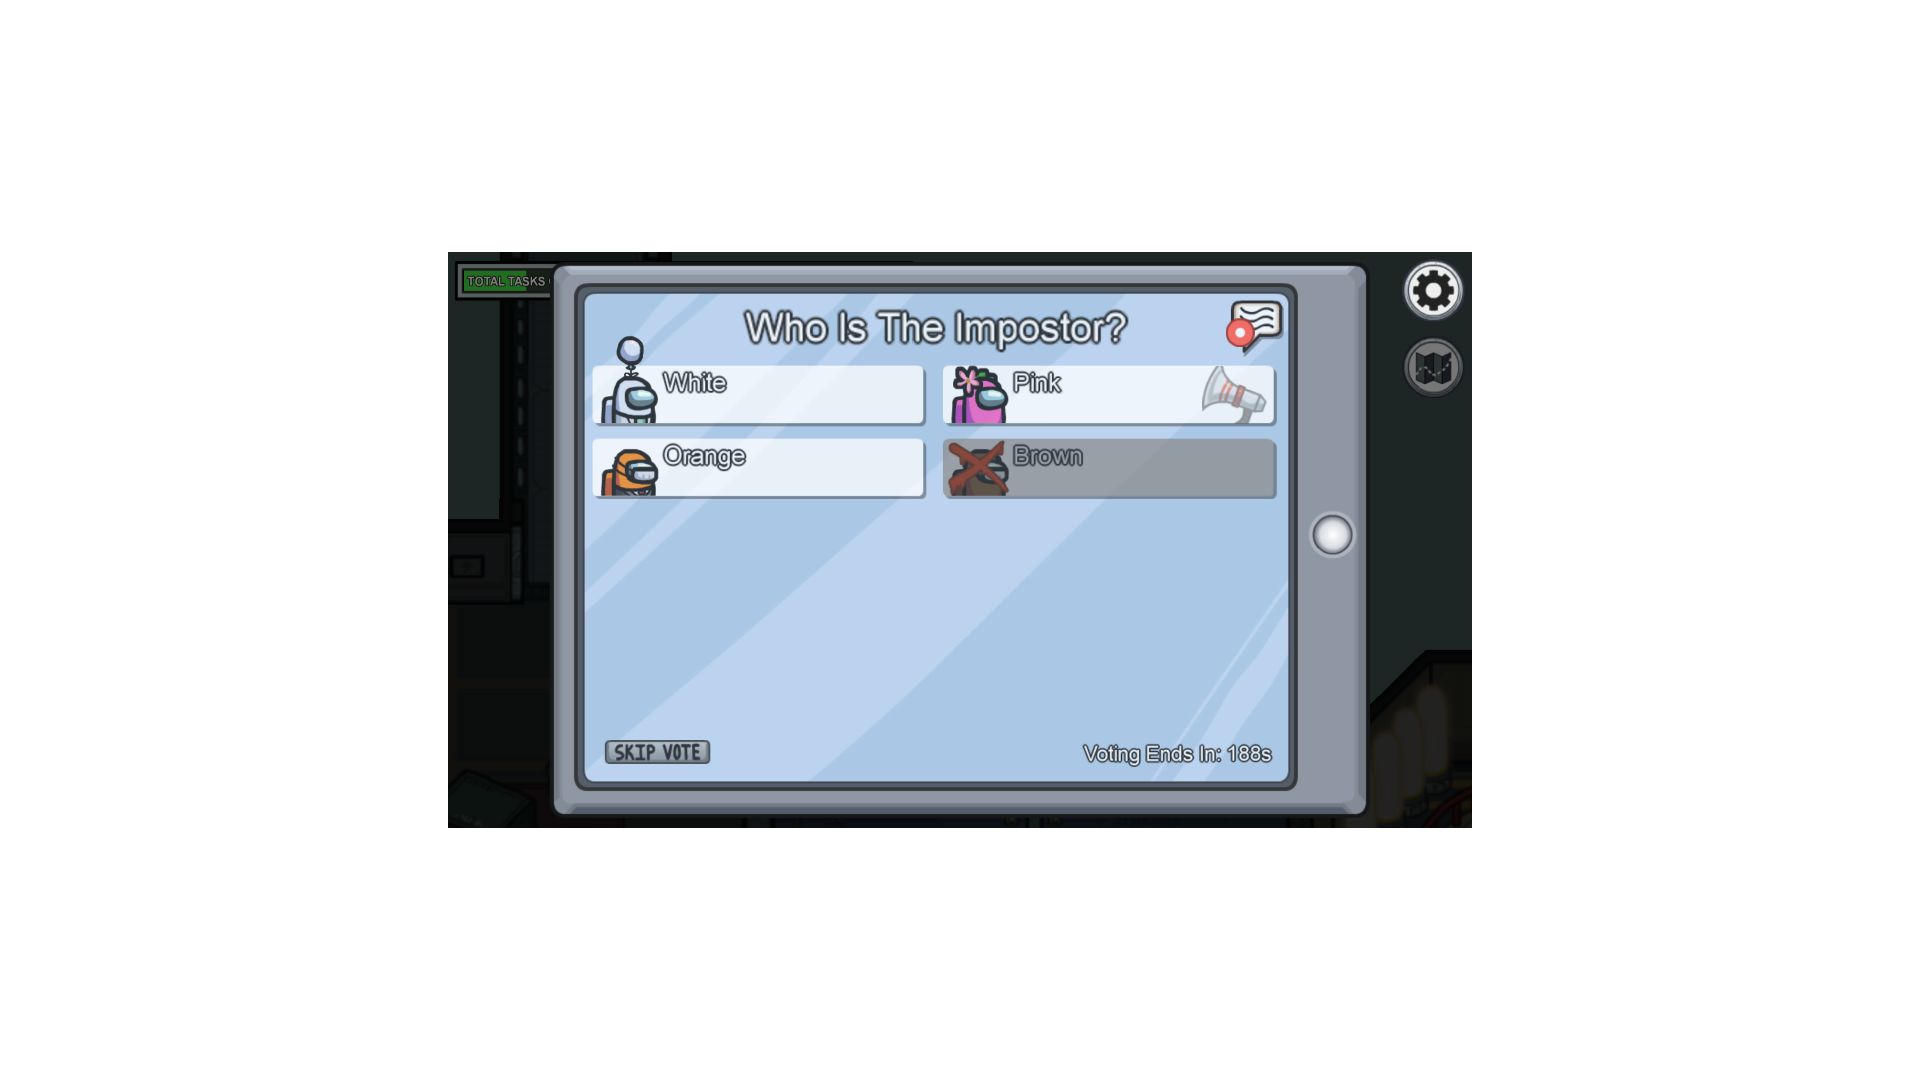 TOTAL TASKS
Who Is The Impostor?
White
Pink
Orange
Brown
SKIP VOTE
Voting Ends In: 188s